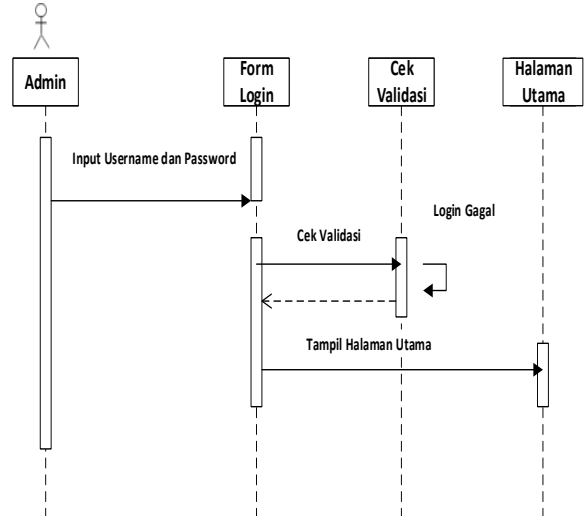 Admin
Form
Login
Cek
Validasi
Halaman
Utama
Input Username dan Password
Login Gagal
Cek Validasi
Tampil Halaman Utama